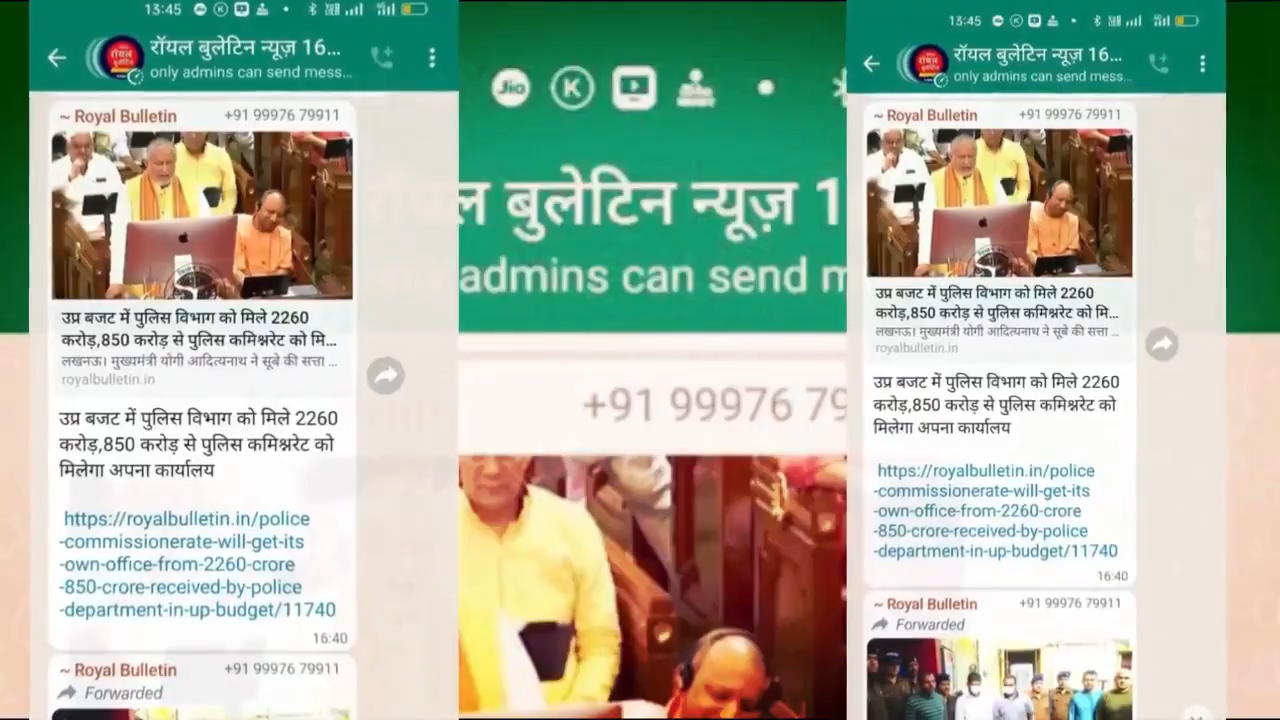 13:45
रॉयल बुलेटिन न्यूज़ 16...
only admins can send mess...
~ Royal Bulletin +91 99976 79911
उप्र बजट में पुलिस विभाग को मिले 2260
करोड़,850 करोड़ से पुलिस कमिश्नरेट को मि...
लखनऊ। मुख्यमंत्री योगी आदित्यनाथ ने सूबे की सत्ता ...
royalbulletin.in
उप्र बजट में पुलिस विभाग को मिले 2260
करोड़,850 करोड़ से पुलिस कमिश्नरेट को
मिलेगा अपना कार्यालय
https://royalbulletin.in/police
-commissionerate-will-get-its
-own-office-from-2260-crore
-850-crore-received-by-police
-department-in-up-budget/11740
16:40
~ Royal Bulletin +91 99976 79911
Forwarded
Jio K
ल बुलेटिन न्यूज़ 1
admins can send m
+91 99976 79
13:45
रॉयल बुलेटिन न्यूज़ 16...
only admins can send mess...
~ Royal Bulletin +91 99976 79911
उप्र बजट में पुलिस विभाग को मिले 2260
करोड़,850 करोड़ से पुलिस कमिश्नरेट को मि...
लखनऊ। मुख्यमंत्री योगी आदित्यनाथ ने सूबे की सत्ता ...
royalbulletin.in
उप्र बजट में पुलिस विभाग को मिले 2260
करोड़,850 करोड़ से पुलिस कमिश्नरेट को
मिलेगा अपना कार्यालय
https://royalbulletin.in/police
-commissionerate-will-get-its
-own-office-from-2260-crore
-850-crore-received-by-police
-department-in-up-budget/11740
16:40
~ Royal Bulletin +91 99976 79911
Forwarded